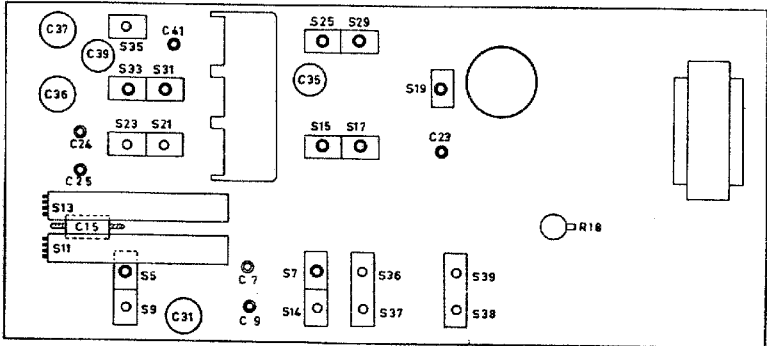 C37
S35
C41
C39
S25 S29
S33 S31
C35
S19
C36
S23 S21
C24
S15 S17
C23
C25
S13
C15
R18
S11
S5
C7
S7
S36
S39
S9
C31
C9
S14
S37
S38